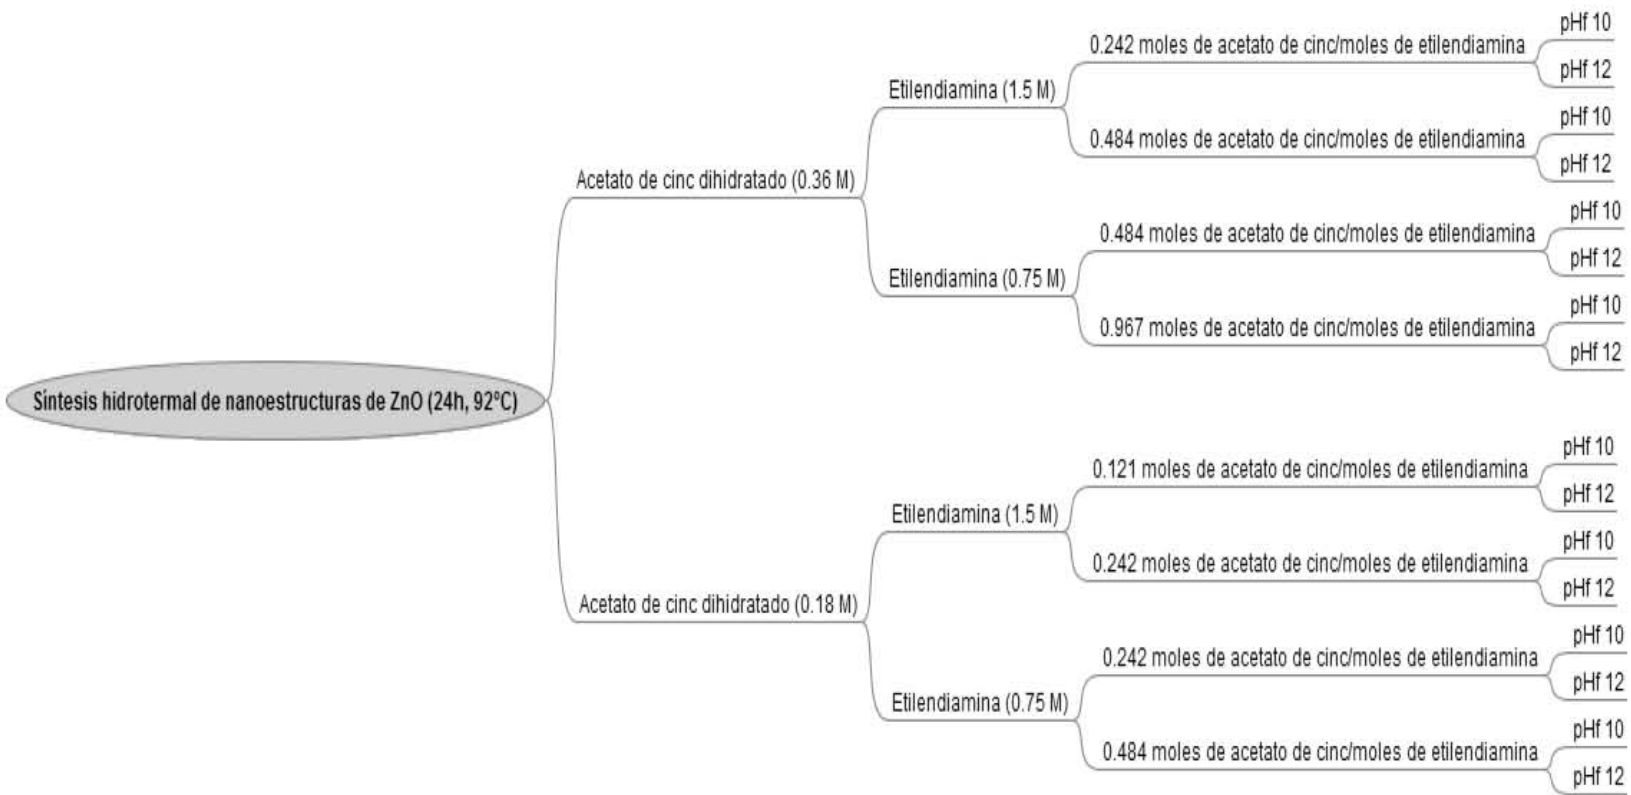 Síntesis hidrotermal de nanoestructuras de ZnO (24h, 92ºC)
Acetato de cinc dihidratado (0.36 M)
Etilendiamina (1.5 M)
0.242 moles de acetato de cinc/moles de etilendiamina
pHf 10
pHf 12
0.484 moles de acetato de cinc/moles de etilendiamina
pHf 10
pHf 12
Etilendiamina (0.75 M)
0.484 moles de acetato de cinc/moles de etilendiamina
pHf 10
pHf 12
0.967 moles de acetato de cinc/moles de etilendiamina
pHf 10
pHf 12
Acetato de cinc dihidratado (0.18 M)
Etilendiamina (1.5 M)
0.121 moles de acetato de cinc/moles de etilendiamina
pHf 10
pHf 12
0.242 moles de acetato de cinc/moles de etilendiamina
pHf 10
pHf 12
Etilendiamina (0.75 M)
0.242 moles de acetato de cinc/moles de etilendiamina
pHf 10
pHf 12
0.484 moles de acetato de cinc/moles de etilendiamina
pHf 10
pHf 12